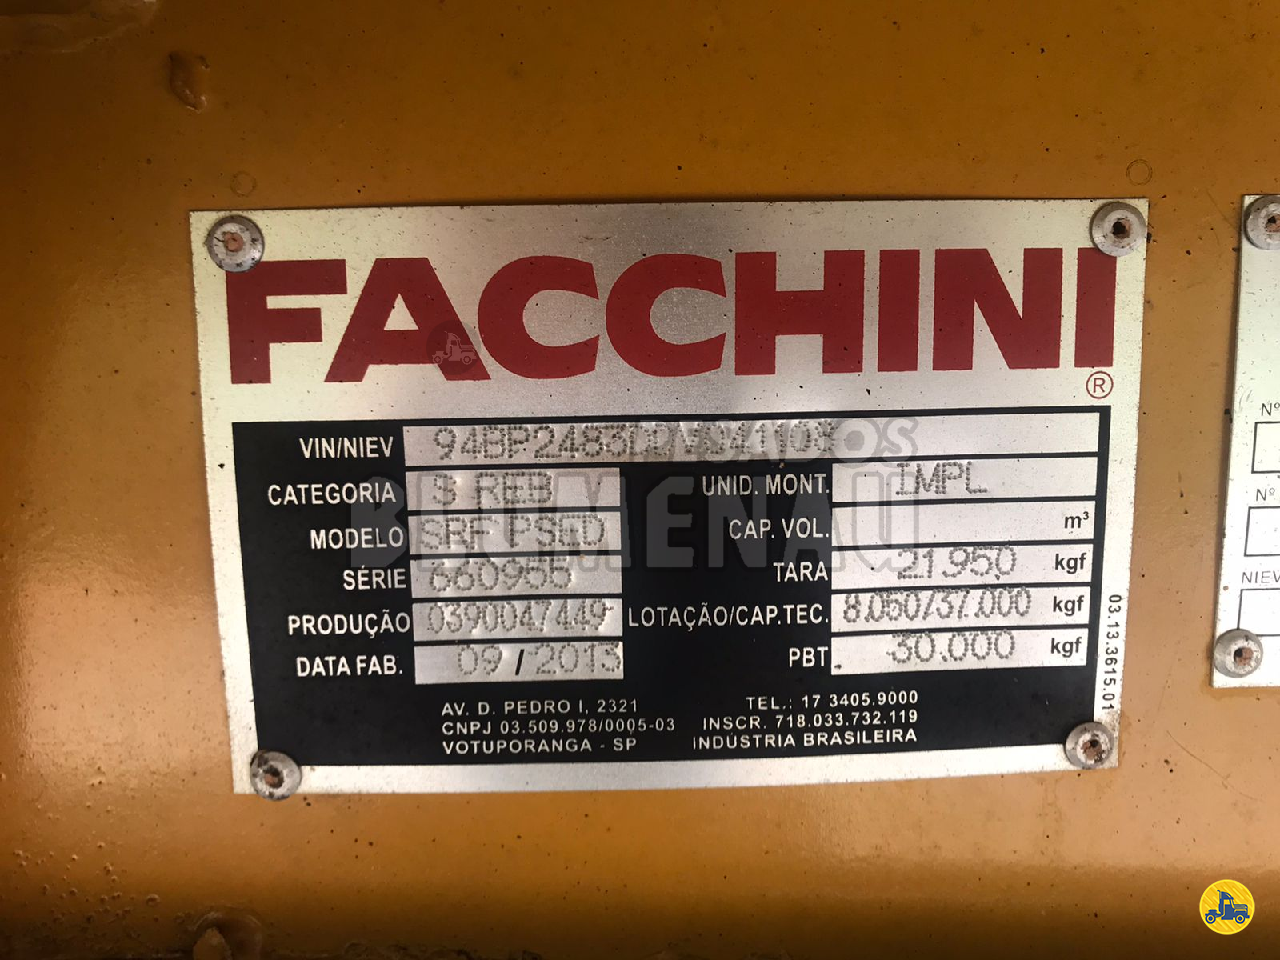 FACCHINI
®
VIN/NIEV
CATEGORIA S REB UNID. MONT. IMPL
MODELO SRF PSED CAP. VOL. m³
SÉRIE 660955 TARA 21.950 kgf
PRODUÇÃO 0390047449 LOTAÇÃO/CAP.TEC. 8.050/37.000 kgf
DATA FAB. 09/2013 PBT 30.000 kgf
AV. D. PEDRO I, 2321 TEL.: 17 3405.9000
CNPJ 03.509.978/0005-03 INSCR. 718.033.732.119
VOTUPORANGA - SP INDÚSTRIA BRASILEIRA
03.13.3615.01
BLUMENAU
Nº
Nº
NIEV